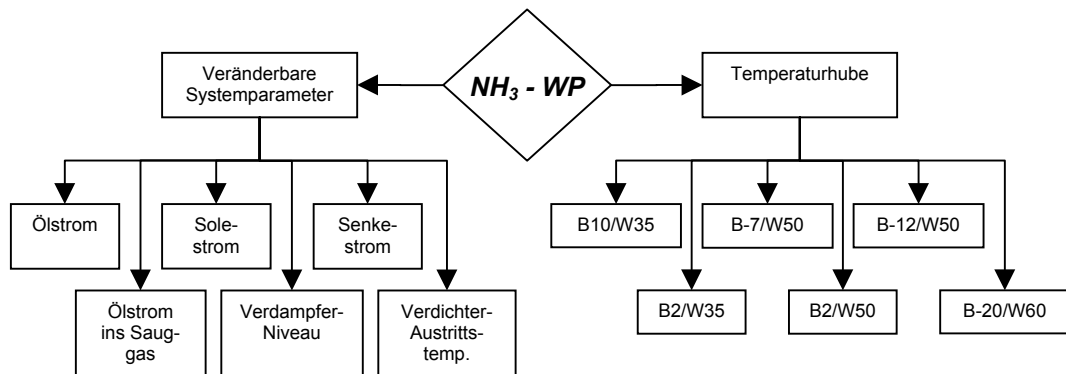 Veränderbare
Systemparameter
NH₃ - WP
Temperaturhube
Ölstrom
Sole-
strom
Senke-
strom
B10/W35
B-7/W50
B-12/W50
Ölstrom
ins Saug-
gas
Verdampfer-
Niveau
Verdichter-
Austritts-
temp.
B2/W35
B2/W50
B-20/W60